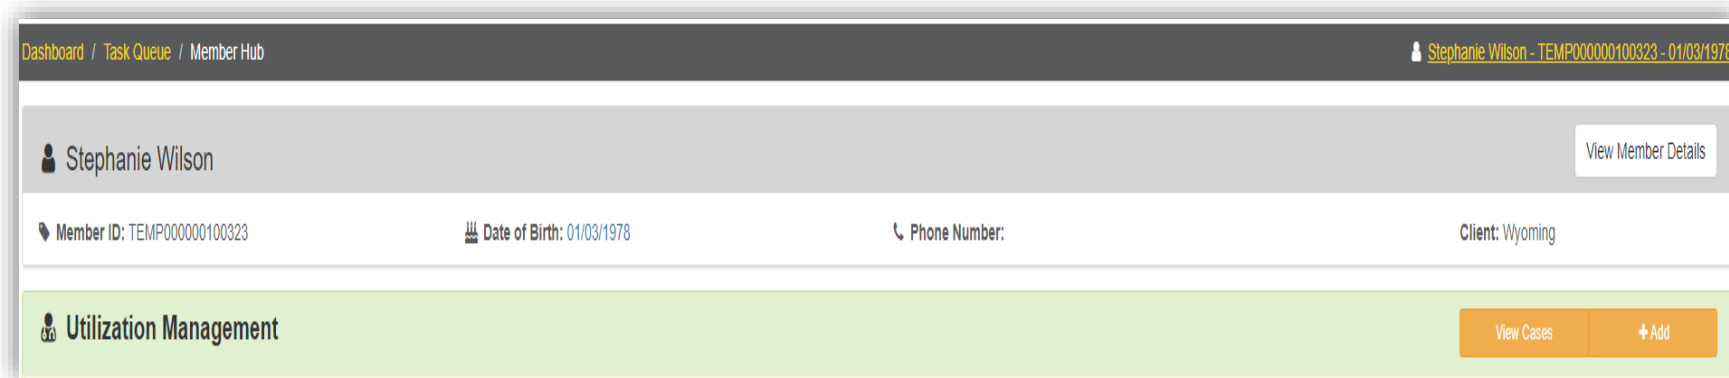 Dashboard / Task Queue / Member Hub Stephanie Wilson - TEMP000000100323 - 01/03/1978
Stephanie Wilson View Member Details
Member ID: TEMP000000100323 Date of Birth: 01/03/1978 Phone Number: Client: Wyoming
Utilization Management View Cases + Add